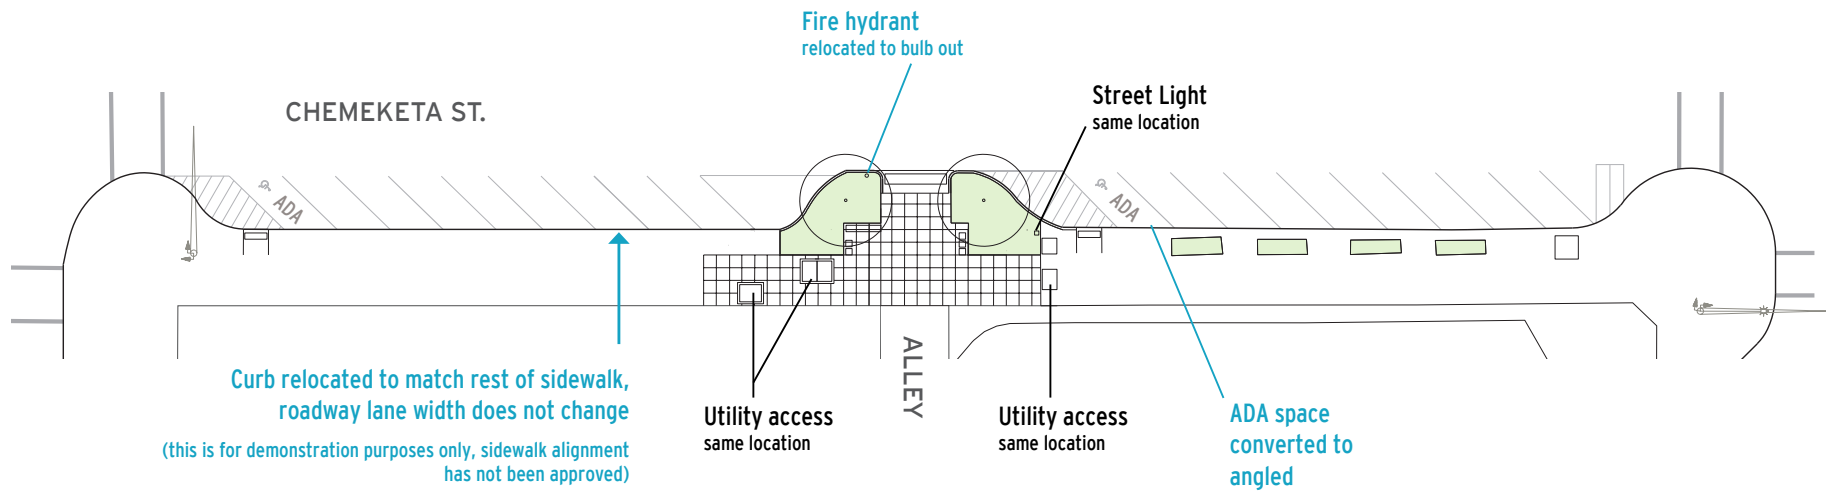 Fire hydrant
relocated to bulb out
CHEMEKETA ST.
Street Light
same location
ADA
ADA
Curb relocated to match rest of sidewalk,
roadway lane width does not change
(this is for demonstration purposes only, sidewalk alignment
has not been approved)
Utility access
same location
ALLEY
Utility access
same location
ADA space
converted to
angled